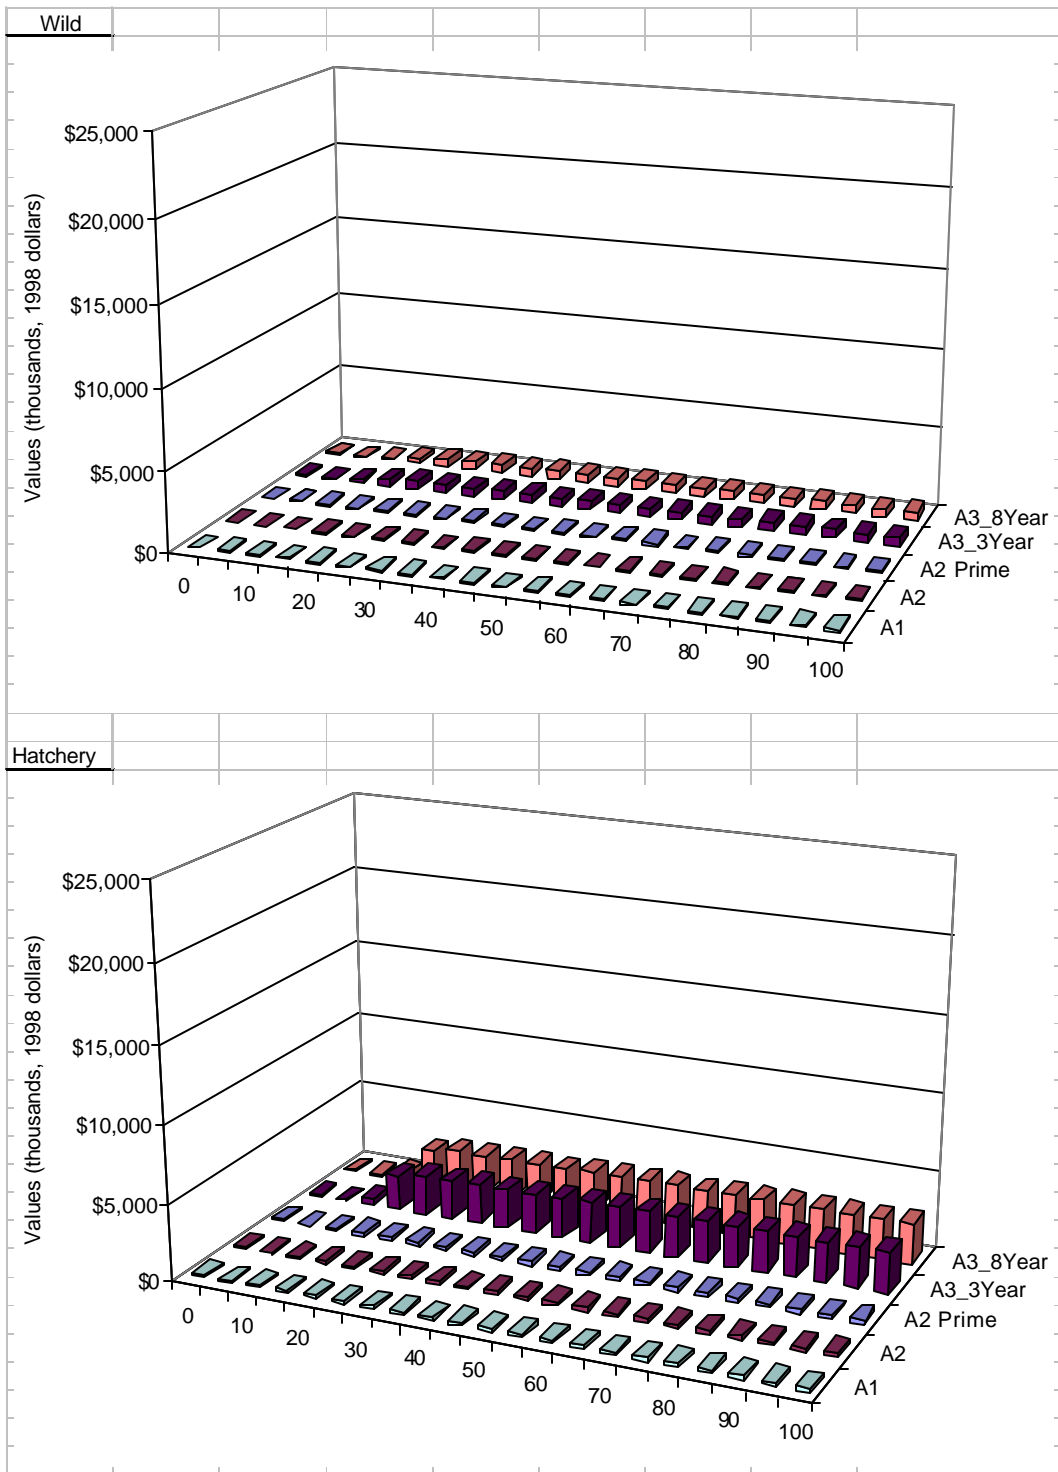 Wild
Values (thousands, 1998 dollars)
$25,000
$20,000
$15,000
$10,000
$5,000
$0
0
10
20
30
40
50
60
70
80
90
100
A3_8Year
A3_3Year
A2 Prime
A2
A1
Hatchery
Values (thousands, 1998 dollars)
$25,000
$20,000
$15,000
$10,000
$5,000
$0
0
10
20
30
40
50
60
70
80
90
100
A3_8Year
A3_3Year
A2 Prime
A2
A1